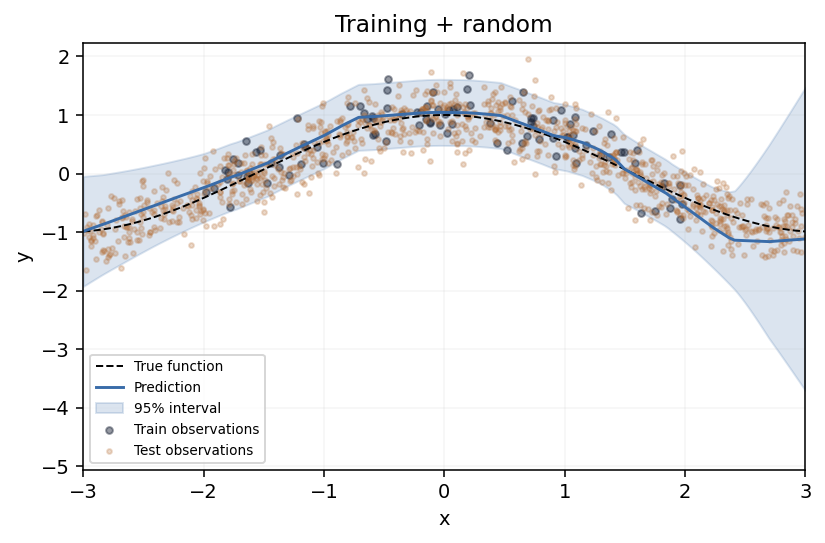 Training + random
2
1
0
−1
−2
−3
−4
−5
y
True function
Prediction
95% interval
Train observations
Test observations
−3 −2 −1 0 1 2 3
x